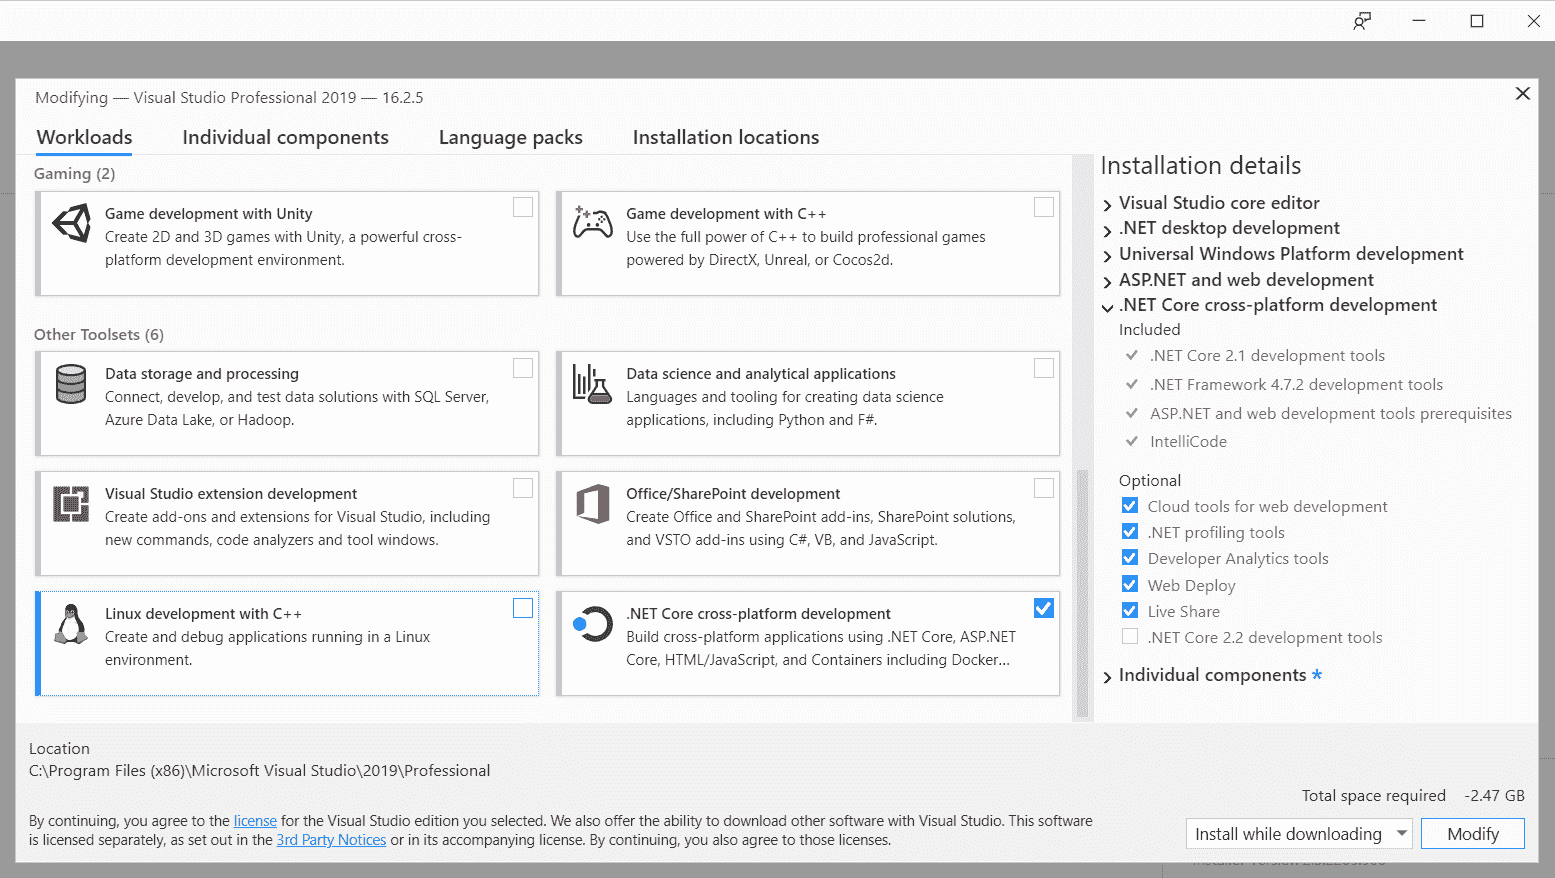 Modifying — Visual Studio Professional 2019 — 16.2.5
Workloads
Individual components
Language packs
Installation locations
Gaming (2)
Game development with Unity
Create 2D and 3D games with Unity, a powerful cross-
platform development environment.
Game development with C++
Use the full power of C++ to build professional games
powered by DirectX, Unreal, or Cocos2d.
Other Toolsets (6)
Data storage and processing
Connect, develop, and test data solutions with SQL Server,
Azure Data Lake, or Hadoop.
Data science and analytical applications
Languages and tooling for creating data science
applications, including Python and F#.
Visual Studio extension development
Create add-ons and extensions for Visual Studio, including
new commands, code analyzers and tool windows.
Office/SharePoint development
Create Office and SharePoint add-ins, SharePoint solutions,
and VSTO add-ins using C#, VB, and JavaScript.
Linux development with C++
Create and debug applications running in a Linux
environment.
.NET Core cross-platform development
Build cross-platform applications using .NET Core, ASP.NET
Core, HTML/JavaScript, and Containers including Docker...
Installation details
Visual Studio core editor
.NET desktop development
Universal Windows Platform development
ASP.NET and web development
.NET Core cross-platform development
Included
.NET Core 2.1 development tools
.NET Framework 4.7.2 development tools
ASP.NET and web development tools prerequisites
IntelliCode
Optional
Cloud tools for web development
.NET profiling tools
Developer Analytics tools
Web Deploy
Live Share
.NET Core 2.2 development tools
Individual components *
Location
C:\Program Files (x86)\Microsoft Visual Studio\2019\Professional
Total space required -2.47 GB
By continuing, you agree to the license for the Visual Studio edition you selected. We also offer the ability to download other software with Visual Studio. This software
is licensed separately, as set out in the 3rd Party Notices or in its accompanying license. By continuing, you also agree to those licenses.
Install while downloading
Modify